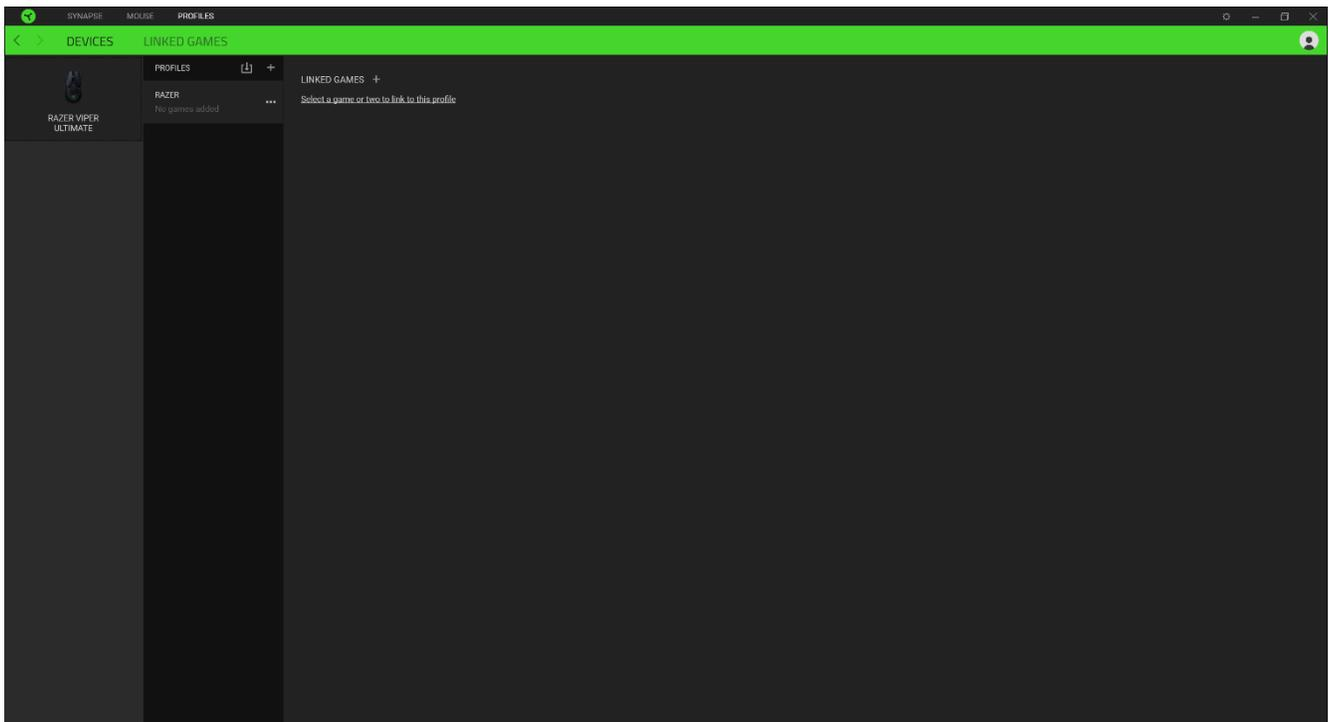 SYNAPSE MOUSE PROFILES
DEVICES LINKED GAMES
RAZER VIPER
ULTIMATE
PROFILES
RAZER
No games added
LINKED GAMES
Select a game or two to link to this profile